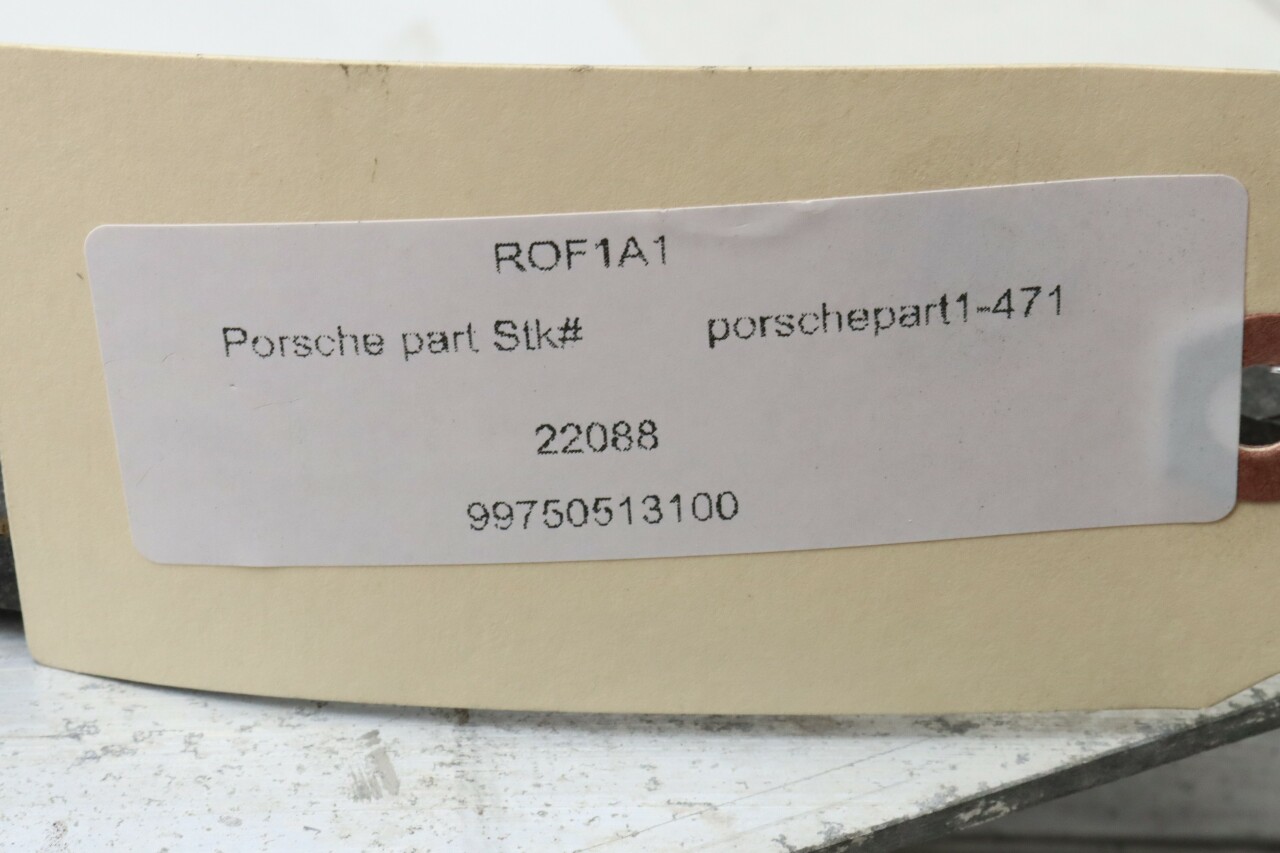 ROF1A1
Porsche part Stk# porschepart1-471
22088
99750513100